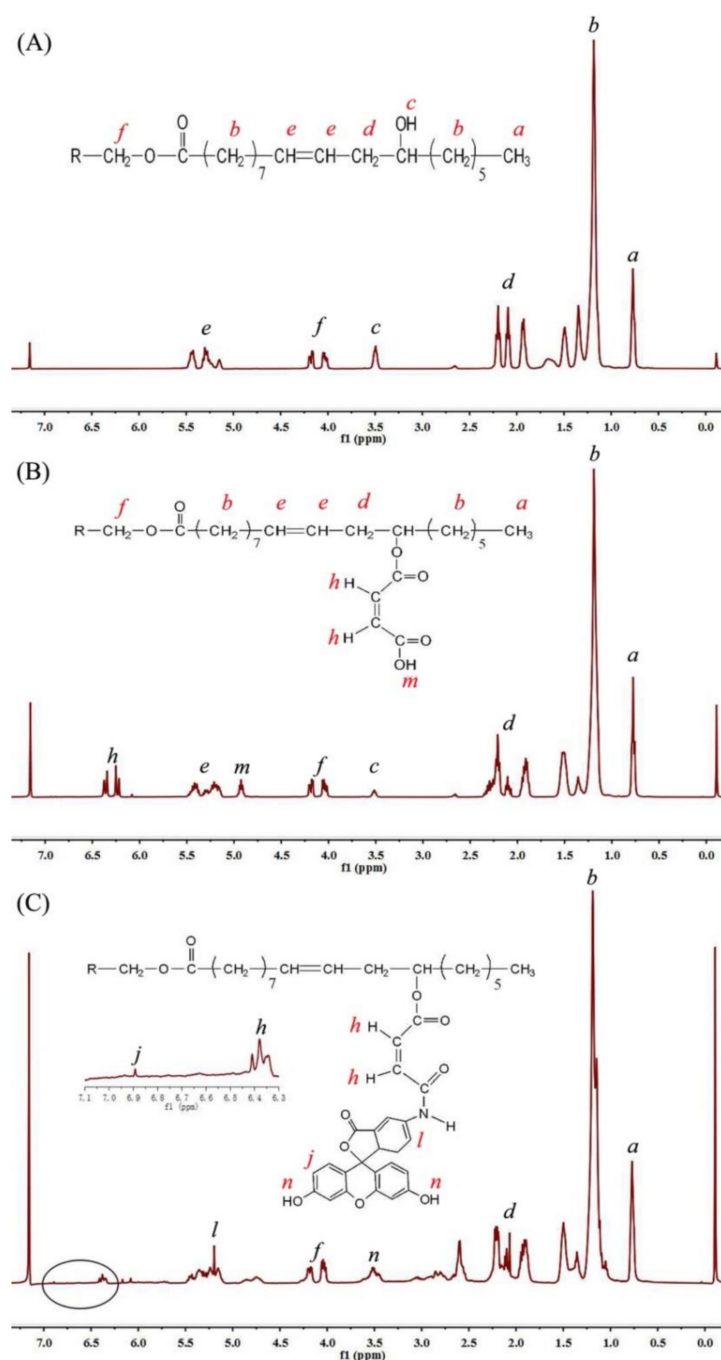 (A)
b
c
f O b e e d OH b a
R—CH₂—O—C—(CH₂)₇—CH=CH—CH₂—CH—(CH₂)₅—CH₃
a
d
e f c
7.0 6.5 6.0 5.5 5.0 4.5 4.0 3.5 3.0 2.5 2.0 1.5 1.0 0.5 0.0
f1 (ppm)
(B)
b
f O b e e d b a
R—CH₂—O—C—(CH₂)₇—CH=CH—CH₂—CH—(CH₂)₅—CH₃
O
h H C=O
C
C
h H C=O
OH
m
a
d
h e m f c
7.0 6.5 6.0 5.5 5.0 4.5 4.0 3.5 3.0 2.5 2.0 1.5 1.0 0.5 0.0
f1 (ppm)
(C)
b
O
R—CH₂—O—C—(CH₂)₇—CH=CH—CH₂—CH—(CH₂)₅—CH₃
O
h H C=O
C
j h
C
h H C=O
7.1 7.0 6.9 6.8 6.7 6.6 6.5 6.4 6.3
f1 (ppm)
N—H
O
O
l
j
n n
HO O OH
a
d
l f n
7.0 6.5 6.0 5.5 5.0 4.5 4.0 3.5 3.0 2.5 2.0 1.5 1.0 0.5 0.0
f1 (ppm)